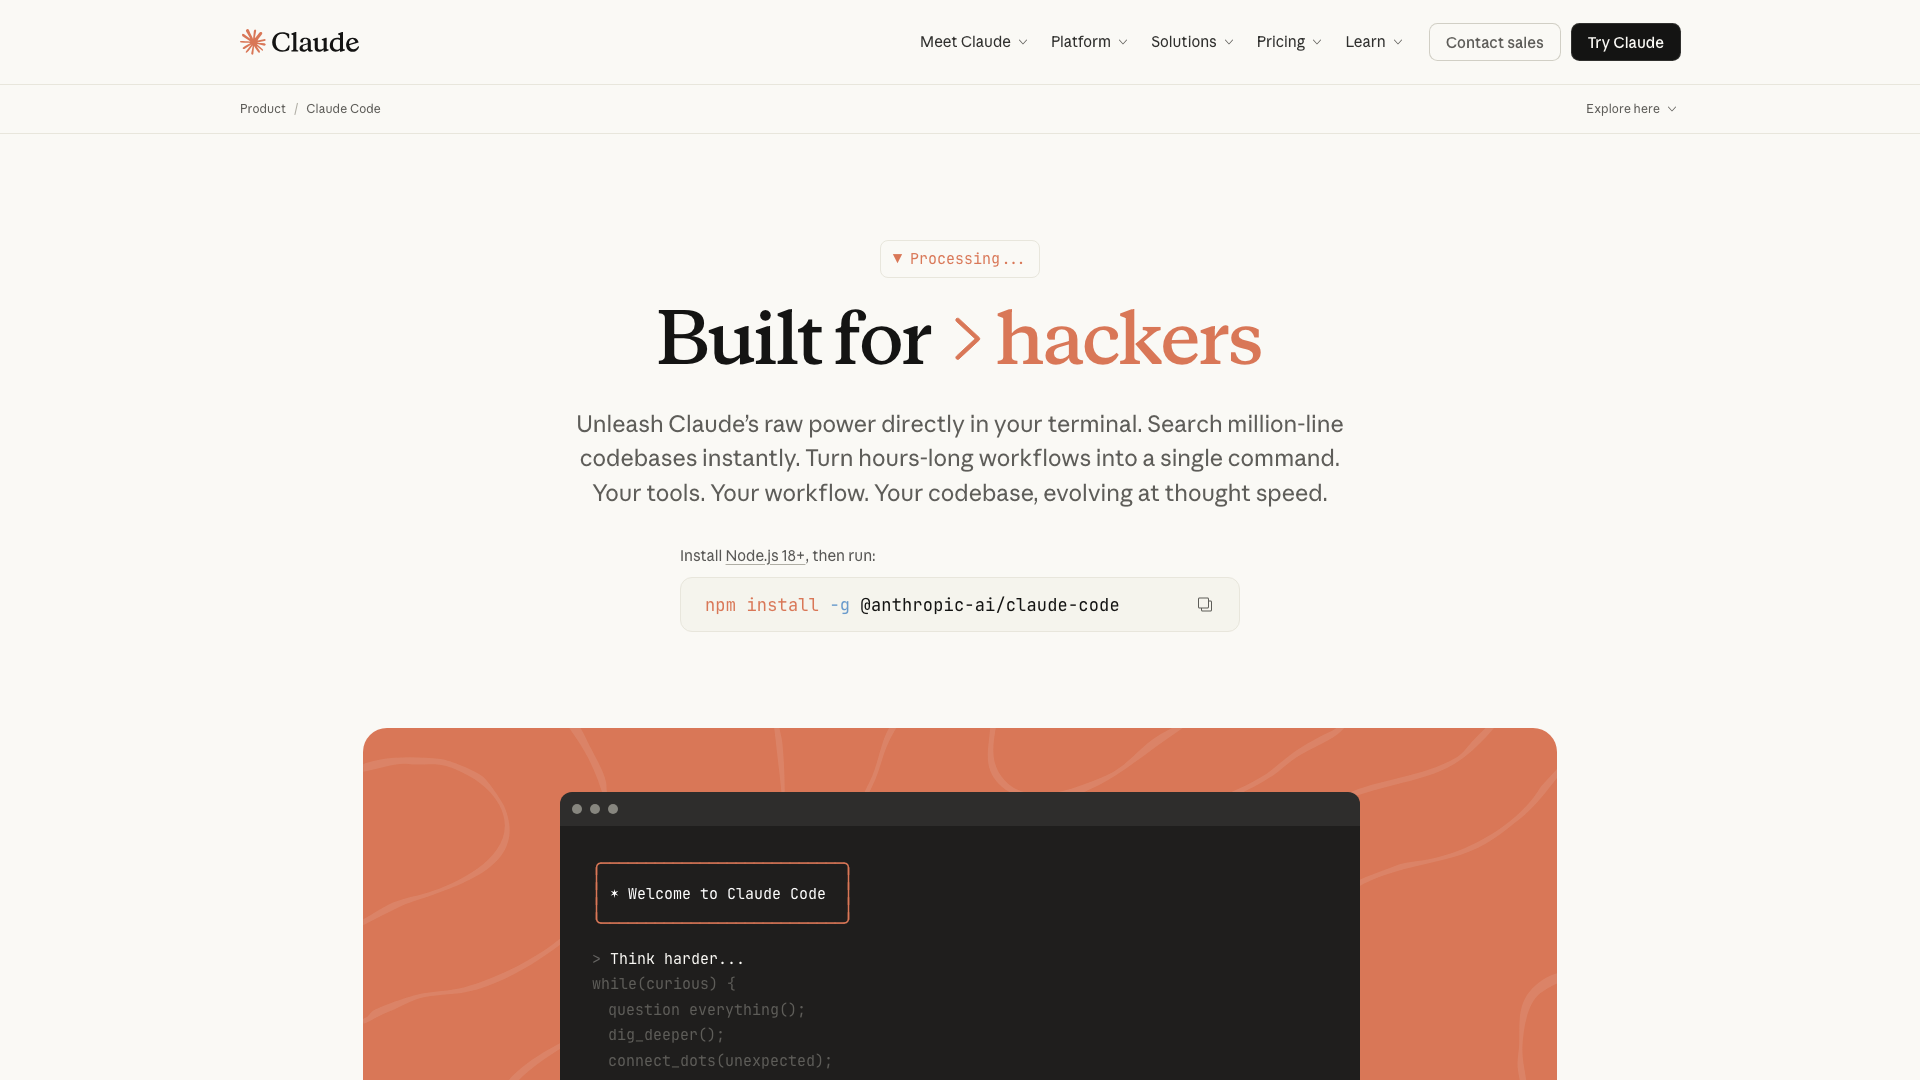 Claude
Meet Claude
Platform
Solutions
Pricing
Learn
Contact sales
Try Claude
Product / Claude Code
Explore here
▼ Processing...
Built for > hackers
Unleash Claude’s raw power directly in your terminal. Search million-line
codebases instantly. Turn hours-long workflows into a single command.
Your tools. Your workflow. Your codebase, evolving at thought speed.
Install Node.js 18+, then run:
npm install -g @anthropic-ai/claude-code
* Welcome to Claude Code
> Think harder...
while(curious) {
question everything();
dig_deeper();
connect_dots(unexpected);